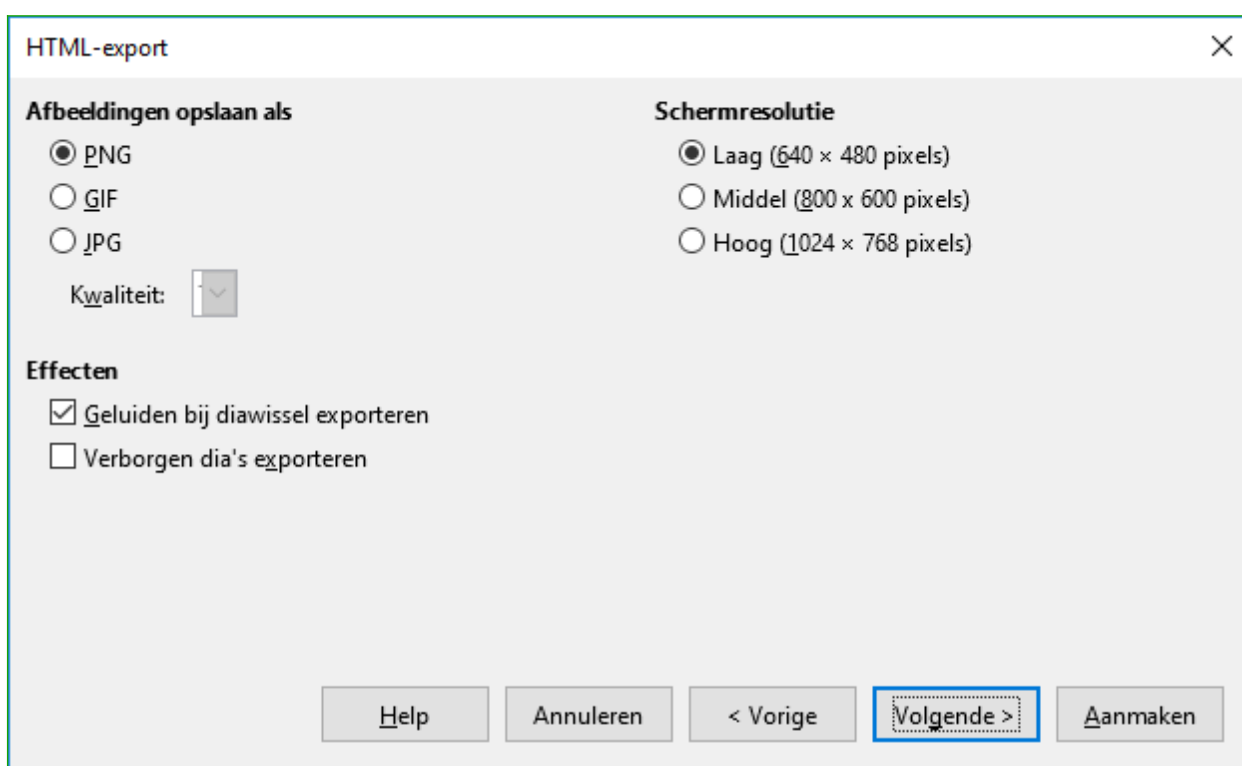 HTML-export
Afbeeldingen opslaan als
PNG
GIF
JPG
Kwaliteit:
Schermresolutie
Laag (640 × 480 pixels)
Middel (800 x 600 pixels)
Hoog (1024 × 768 pixels)
Effecten
Geluiden bij diawissel exporteren
Verborgen dia's exporteren
Help
Annuleren
< Vorige
Volgende >
Aanmaken